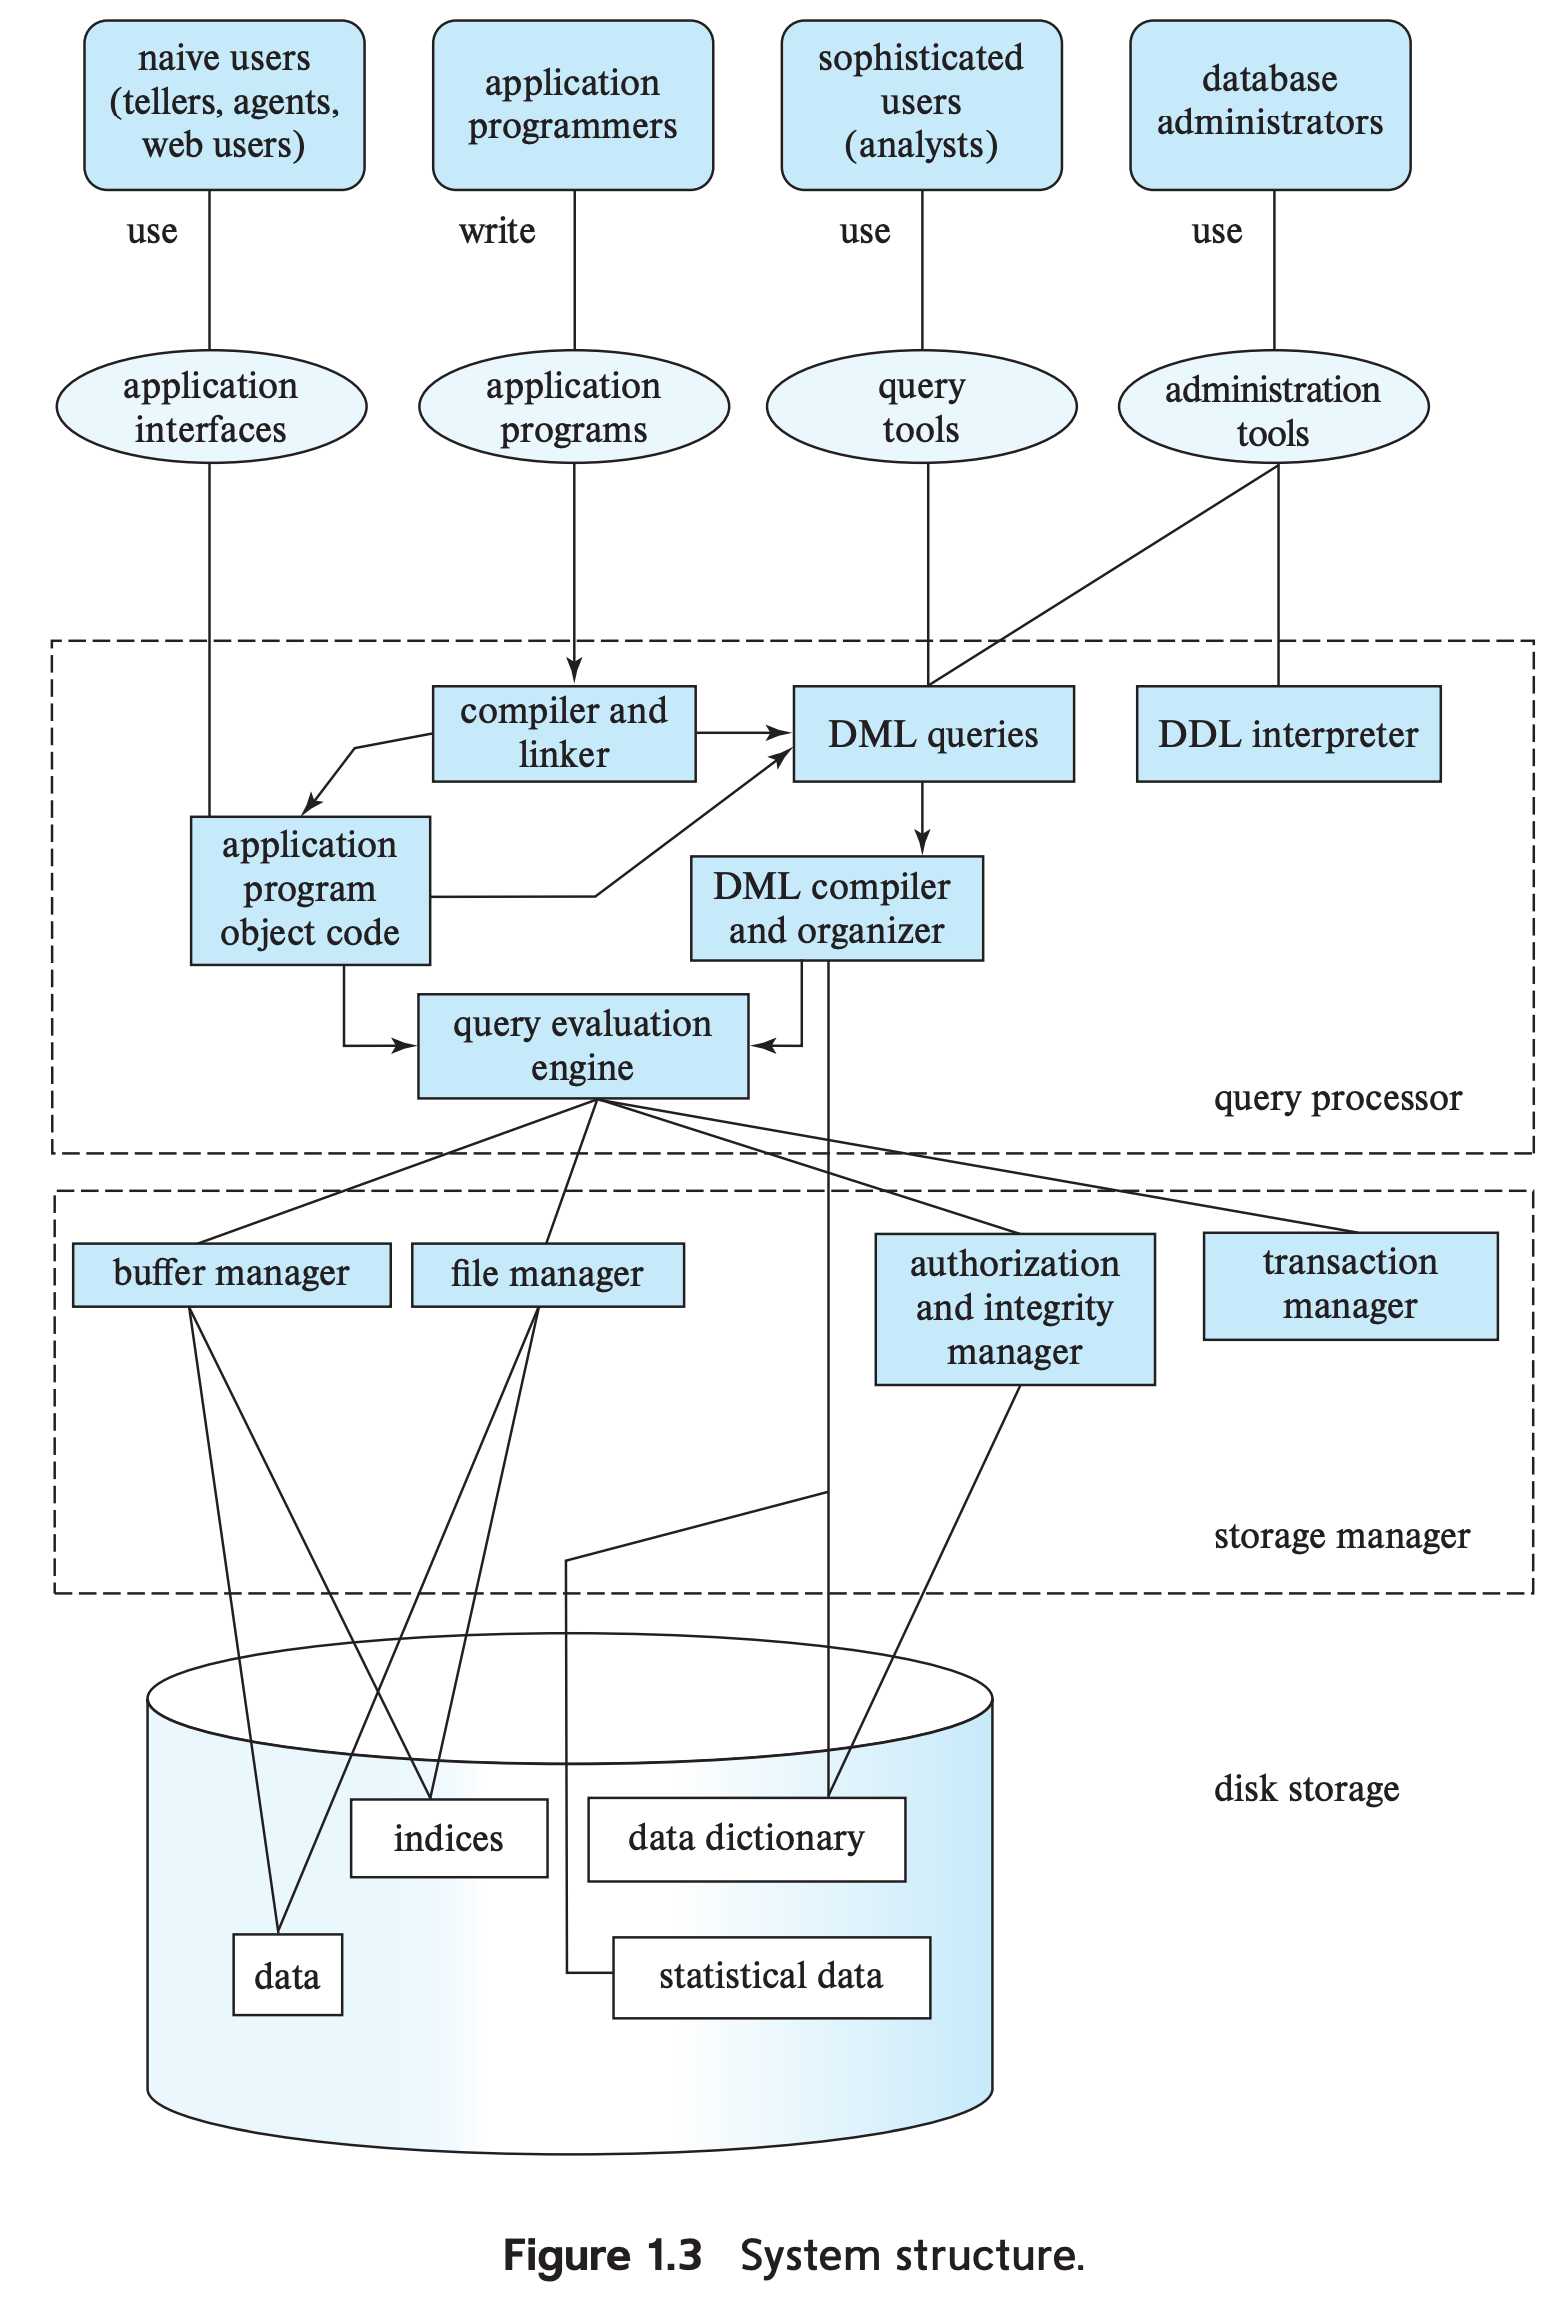 naive users
(tellers, agents,
web users)
application
programmers
sophisticated
users
(analysts)
database
administrators
use
write
use
use
application
interfaces
application
programs
query
tools
administration
tools
compiler and
linker
DML queries
DDL interpreter
application
program
object code
DML compiler
and organizer
query evaluation
engine
query processor
buffer manager
file manager
authorization
and integrity
manager
transaction
manager
storage manager
disk storage
indices
data dictionary
data
statistical data
Figure 1.3 System structure.